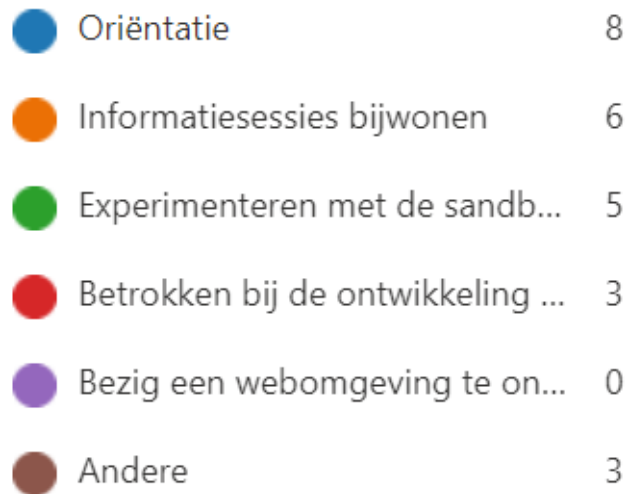 Oriëntatie 8
Informatiesessies bijwonen 6
Experimenteren met de sandb... 5
Betrokken bij de ontwikkeling ... 3
Bezig een webomgeving te on... 0
Andere 3